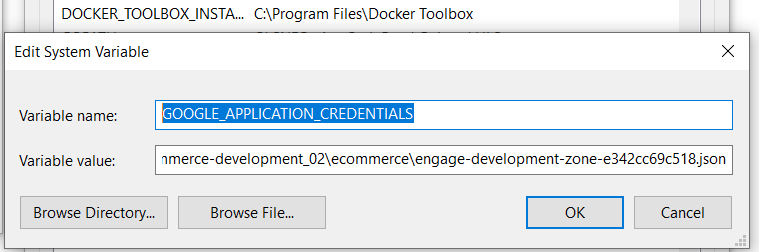 DOCKER_TOOLBOX_INSTA... C:\Program Files\Docker Toolbox
Edit System Variable
Variable name: GOOGLE_APPLICATION_CREDENTIALS
Variable value: nmerce-development_02\ecommerce\engage-development-zone-e342cc69c518.json
Browse Directory... Browse File... OK Cancel